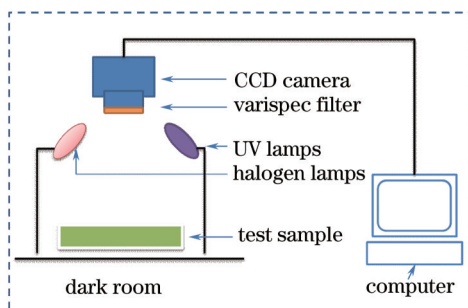 CCD camera
varispec filter
UV lamps
halogen lamps
test sample
dark room
computer